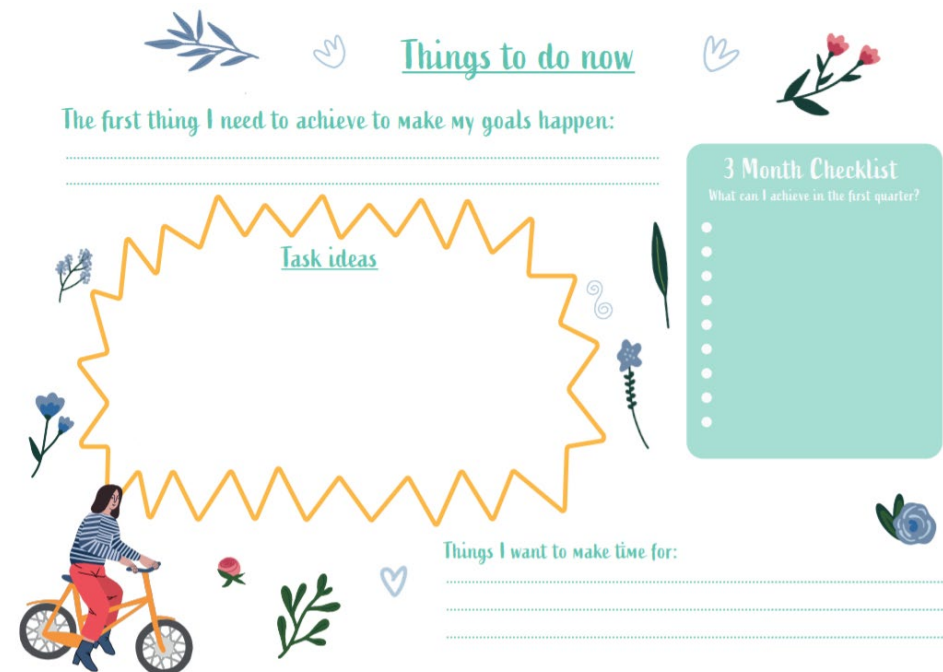 Things to do now
The first thing I need to achieve to make my goals happen:
3 Month Checklist
What can I achieve in the first quarter?
Task ideas
Things I want to make time for: